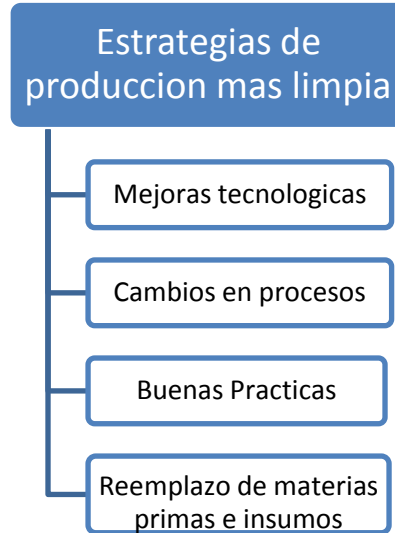 Estrategias de
produccion mas limpia
Mejoras tecnologicas
Cambios en procesos
Buenas Practicas
Reemplazo de materias
primas e insumos